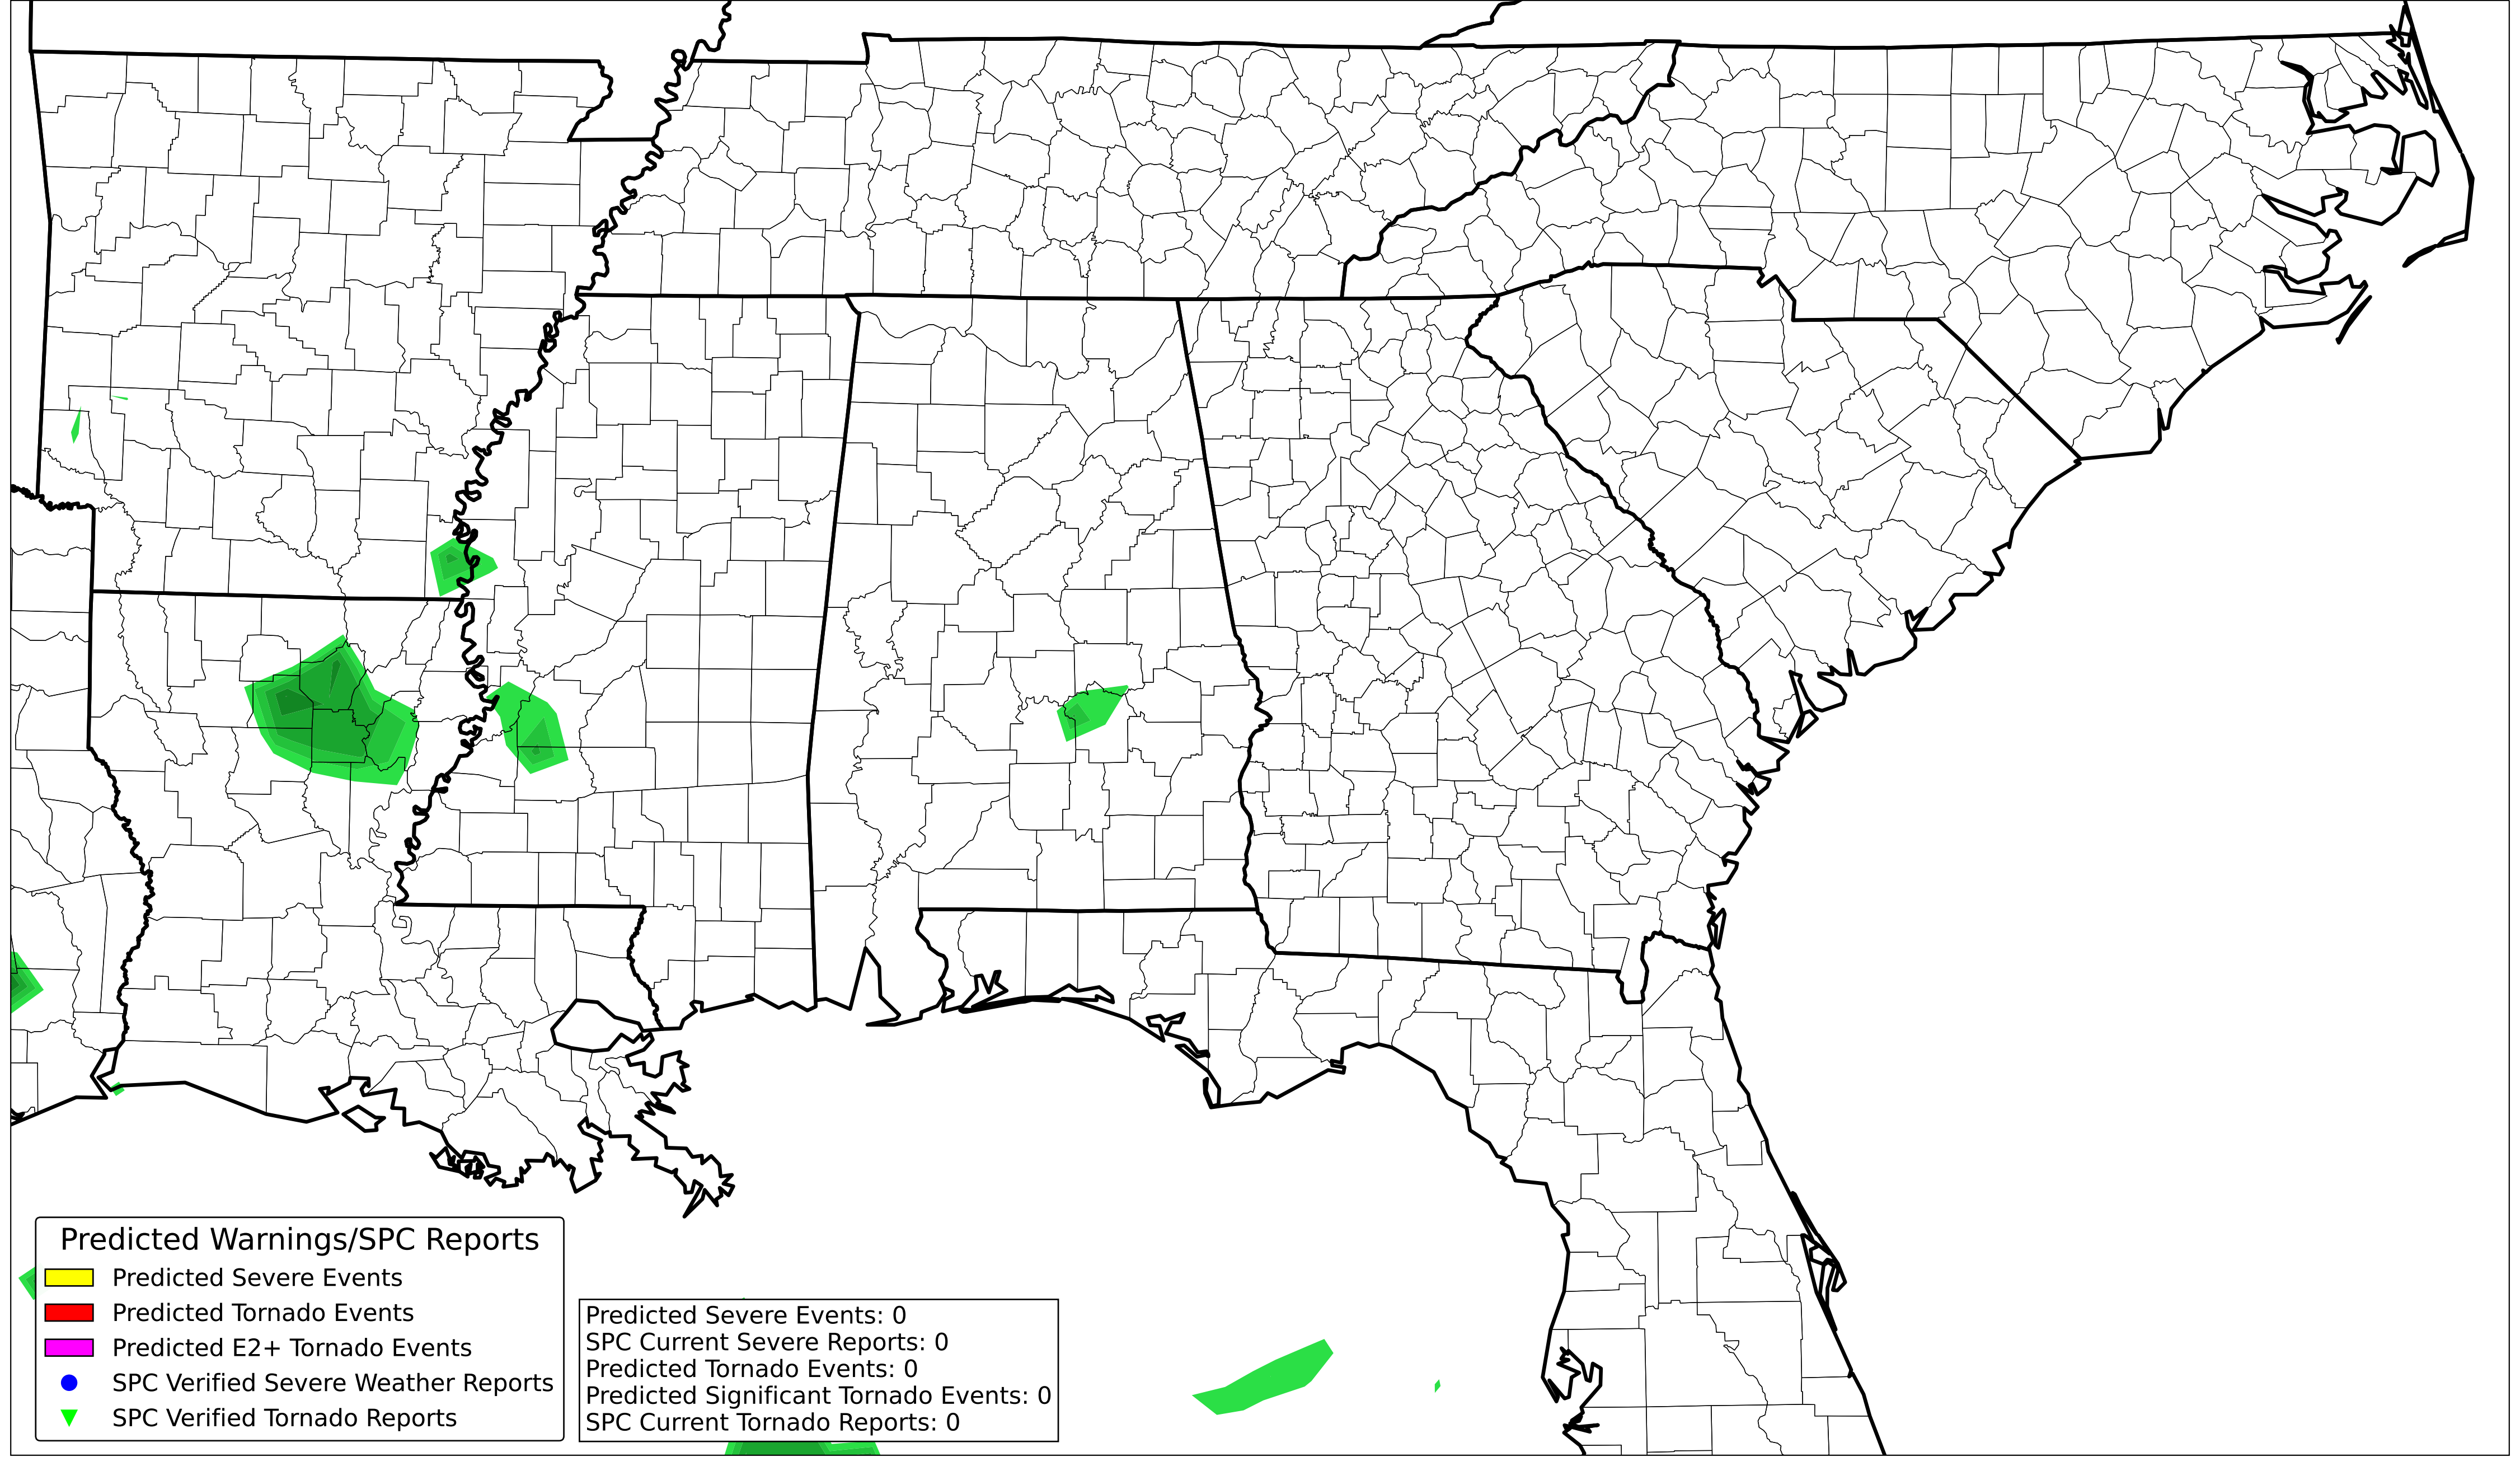 Predicted Warnings/SPC Reports
Predicted Severe Events
Predicted Tornado Events
Predicted E2+ Tornado Events
SPC Verified Severe Weather Reports
SPC Verified Tornado Reports
Predicted Severe Events: 0
SPC Current Severe Reports: 0
Predicted Tornado Events: 0
Predicted Significant Tornado Events: 0
SPC Current Tornado Reports: 0